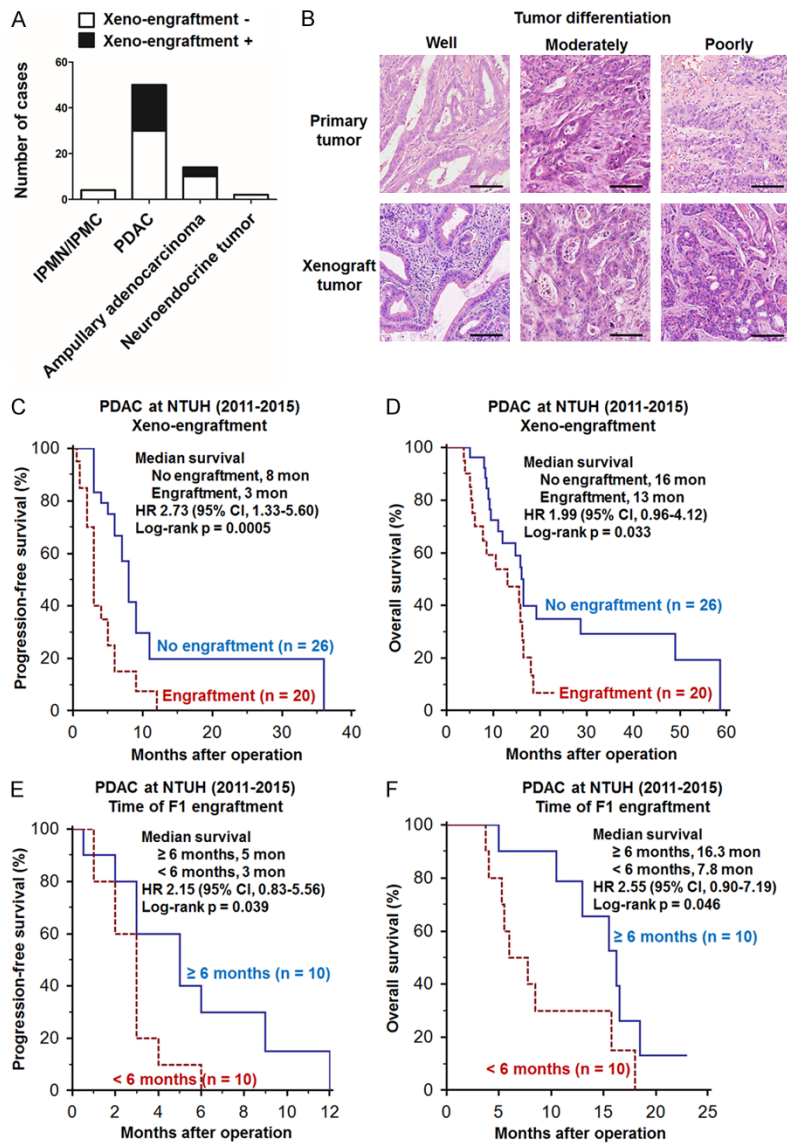 A
Xeno-engraftment -
Xeno-engraftment +
Number of cases
60
40
20
0
IPMN/IPMC
PDAC
Ampullary adenocarcinoma
Neuroendocrine tumor
B
Tumor differentiation
Well
Moderately
Poorly
Primary
tumor
Xenograft
tumor
C
PDAC at NTUH (2011-2015)
Xeno-engraftment
Progression-free survival (%)
100
80
60
40
20
0
Median survival
No engraftment, 8 mon
Engraftment, 3 mon
HR 2.73 (95% CI, 1.33-5.60)
Log-rank p = 0.0005
No engraftment (n = 26)
Engraftment (n = 20)
0 10 20 30 40
Months after operation
D
PDAC at NTUH (2011-2015)
Xeno-engraftment
Overall survival (%)
100
80
60
40
20
0
Median survival
No engraftment, 16 mon
Engraftment, 13 mon
HR 1.99 (95% CI, 0.96-4.12)
Log-rank p = 0.033
No engraftment (n = 26)
Engraftment (n = 20)
0 10 20 30 40 50 60
Months after operation
E
PDAC at NTUH (2011-2015)
Time of F1 engraftment
Progression-free survival (%)
100
80
60
40
20
0
Median survival
≥ 6 months, 5 mon
< 6 months, 3 mon
HR 2.15 (95% CI, 0.83-5.56)
Log-rank p = 0.039
≥ 6 months (n = 10)
< 6 months (n = 10)
0 2 4 6 8 10 12
Months after operation
F
PDAC at NTUH (2011-2015)
Time of F1 engraftment
Overall survival (%)
100
80
60
40
20
0
Median survival
≥ 6 months, 16.3 mon
< 6 months, 7.8 mon
HR 2.55 (95% CI, 0.90-7.19)
Log-rank p = 0.046
≥ 6 months (n = 10)
< 6 months (n = 10)
0 5 10 15 20 25
Months after operation